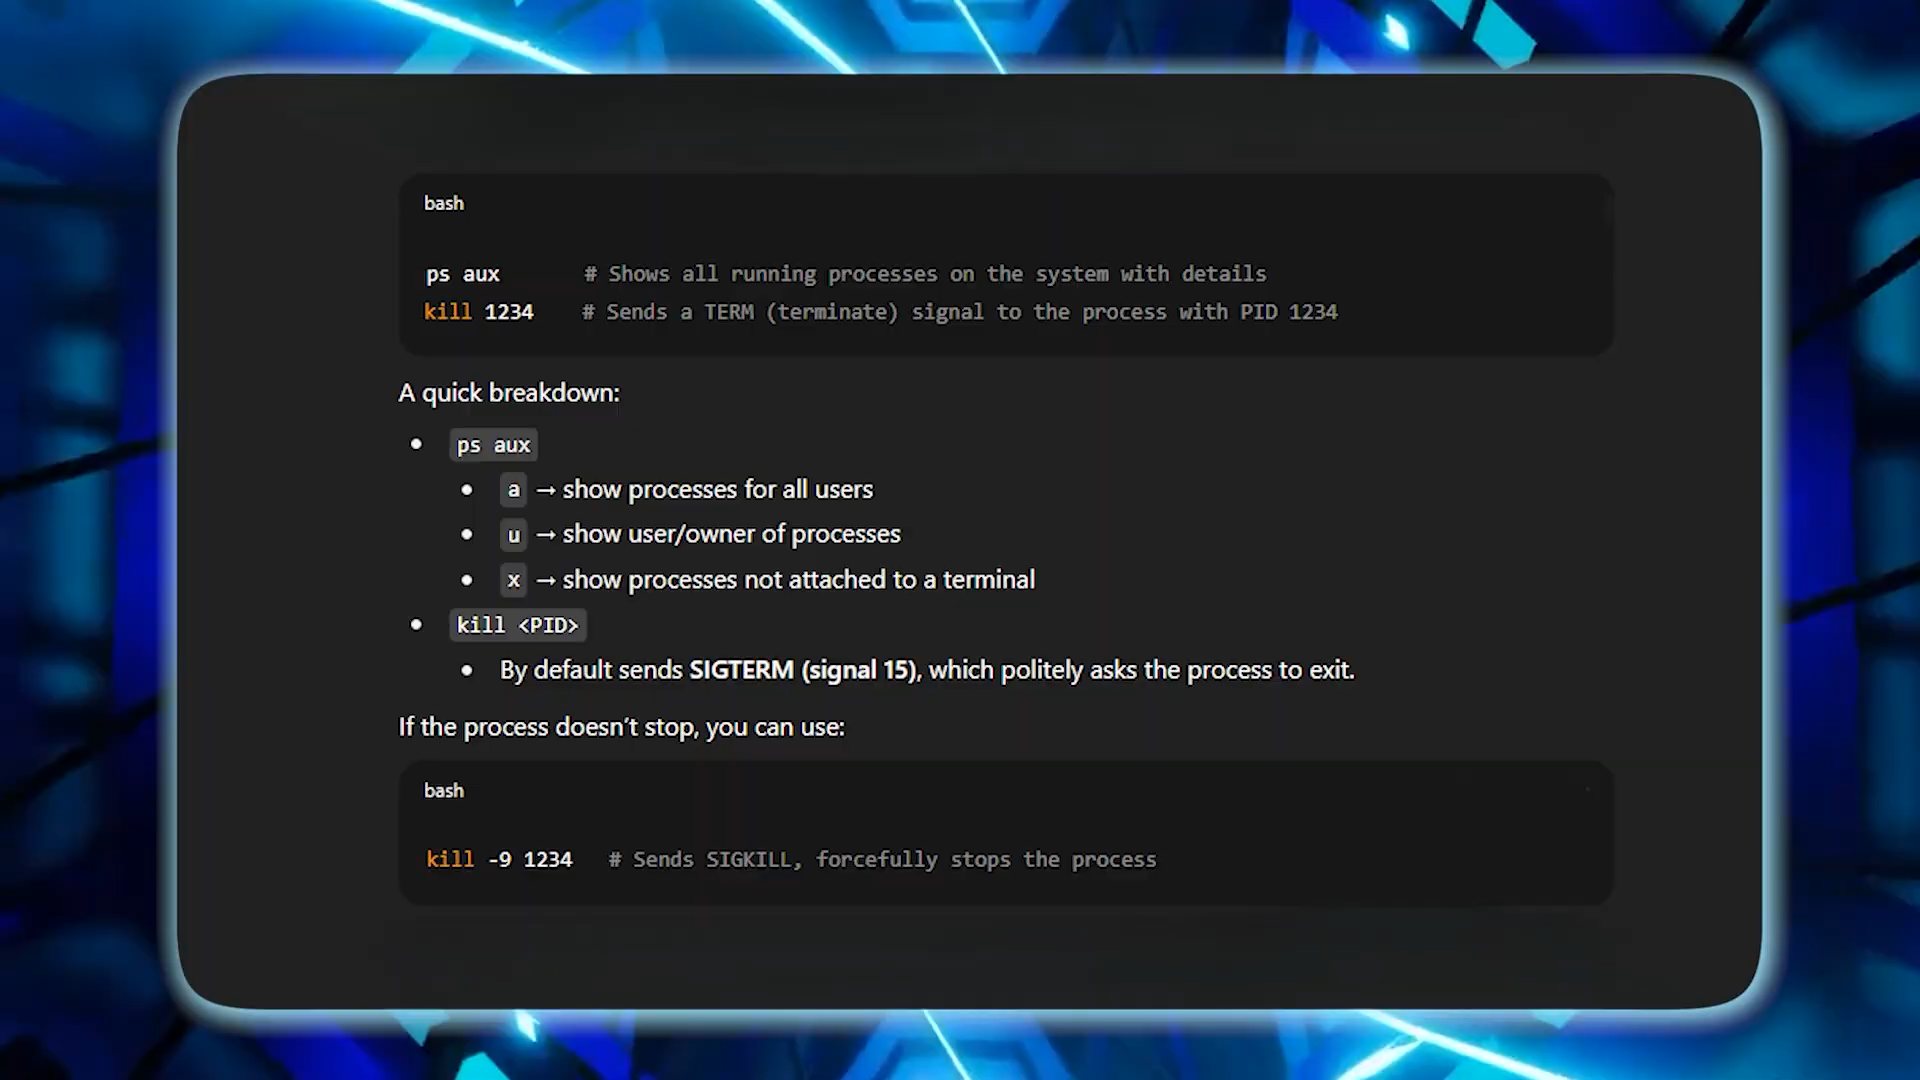 bash
ps aux # Shows all running processes on the system with details
kill 1234 # Sends a TERM (terminate) signal to the process with PID 1234
A quick breakdown:
• ps aux
• a → show processes for all users
• u → show user/owner of processes
• x → show processes not attached to a terminal
• kill <PID>
• By default sends SIGTERM (signal 15), which politely asks the process to exit.
If the process doesn't stop, you can use:
bash
kill -9 1234 # Sends SIGKILL, forcefully stops the process